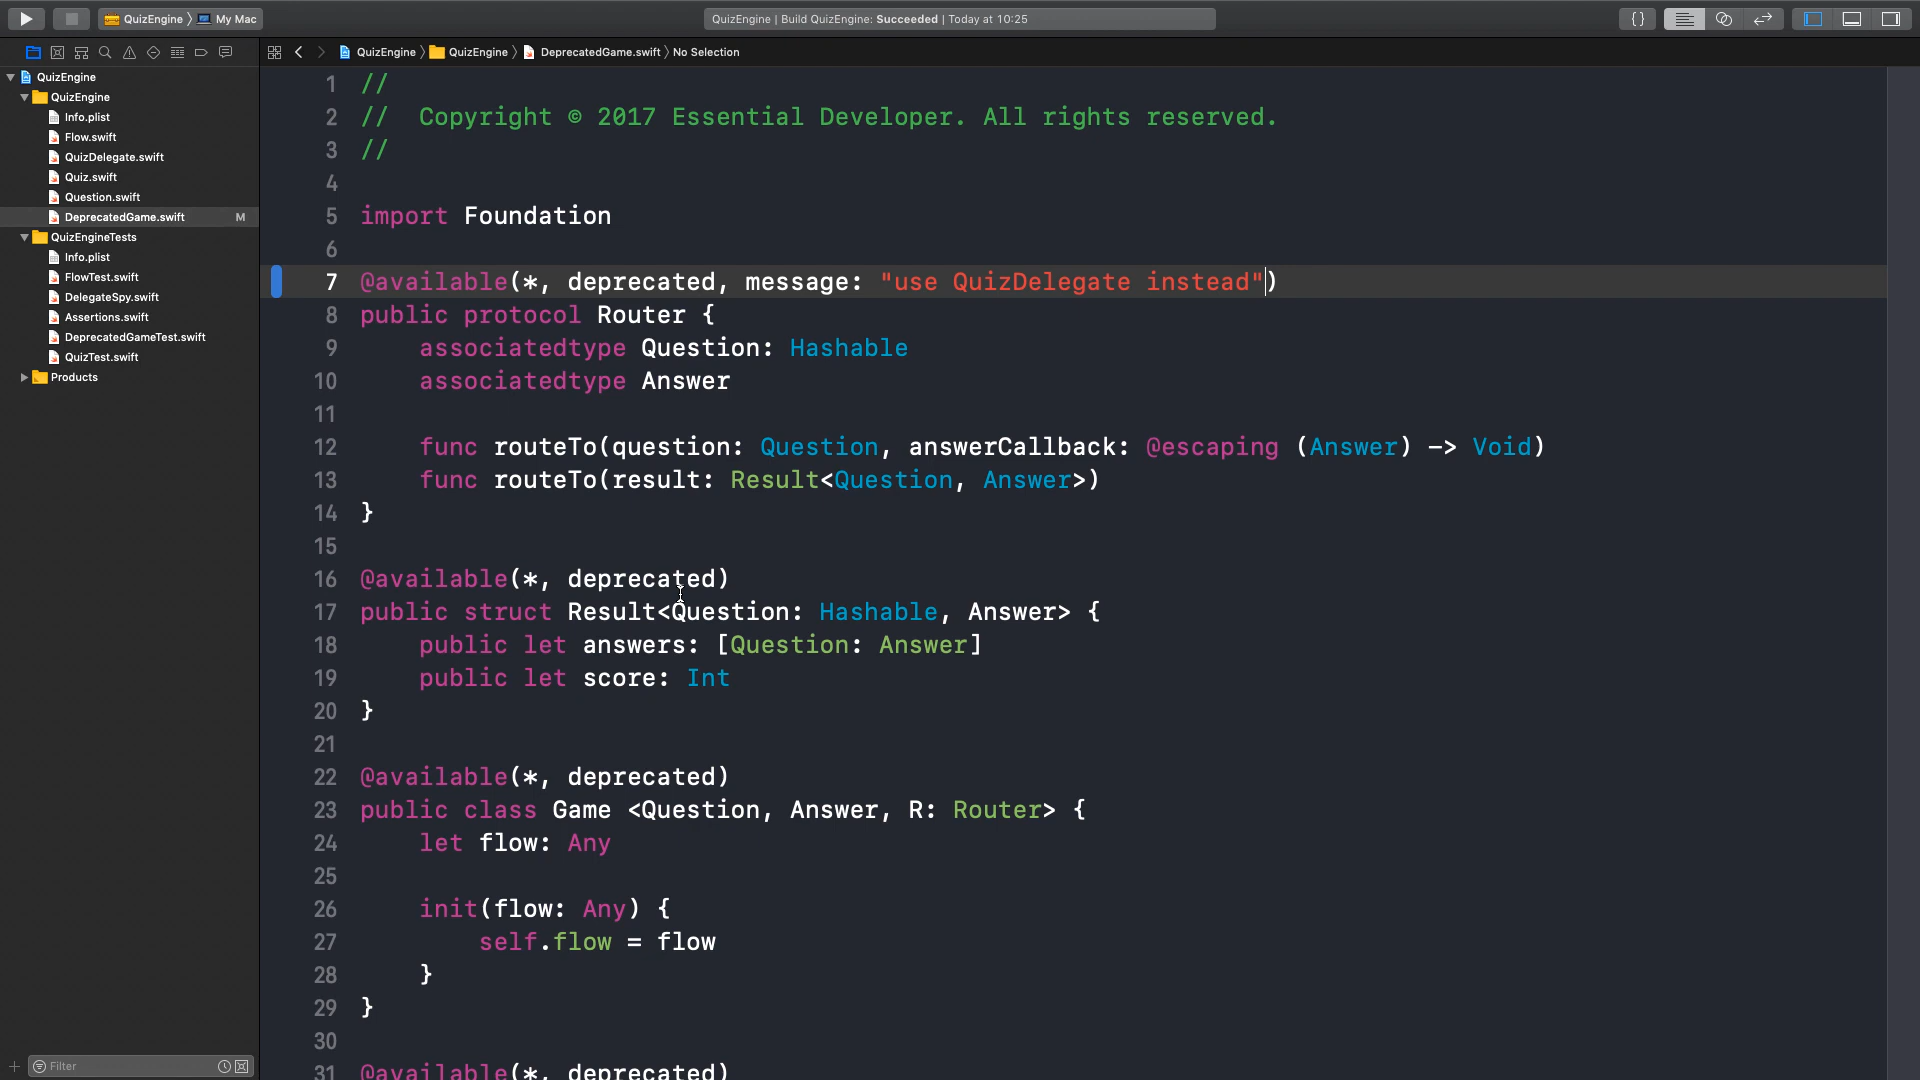 QuizEngine
My Mac
QuizEngine | Build QuizEngine: Succeeded | Today at 10:25
{}
QuizEngine
QuizEngine
DeprecatedGame.swift
No Selection
QuizEngine
QuizEngine
Info.plist
Flow.swift
QuizDelegate.swift
Quiz.swift
Question.swift
DeprecatedGame.swift M
QuizEngineTests
Info.plist
FlowTest.swift
DelegateSpy.swift
Assertions.swift
DeprecatedGameTest.swift
QuizTest.swift
Products
Filter
1 //
2 //  Copyright © 2017 Essential Developer. All rights reserved.
3 //
4
5 import Foundation
6
7 @available(*, deprecated, message: "use QuizDelegate instead")
8 public protocol Router {
9     associatedtype Question: Hashable
10     associatedtype Answer
11
12     func routeTo(question: Question, answerCallback: @escaping (Answer) -> Void)
13     func routeTo(result: Result<Question, Answer>)
14 }
15
16 @available(*, deprecated)
17 public struct Result<Question: Hashable, Answer> {
18     public let answers: [Question: Answer]
19     public let score: Int
20 }
21
22 @available(*, deprecated)
23 public class Game <Question, Answer, R: Router> {
24     let flow: Any
25
26     init(flow: Any) {
27         self.flow = flow
28     }
29 }
30
31 @available(*, deprecated)